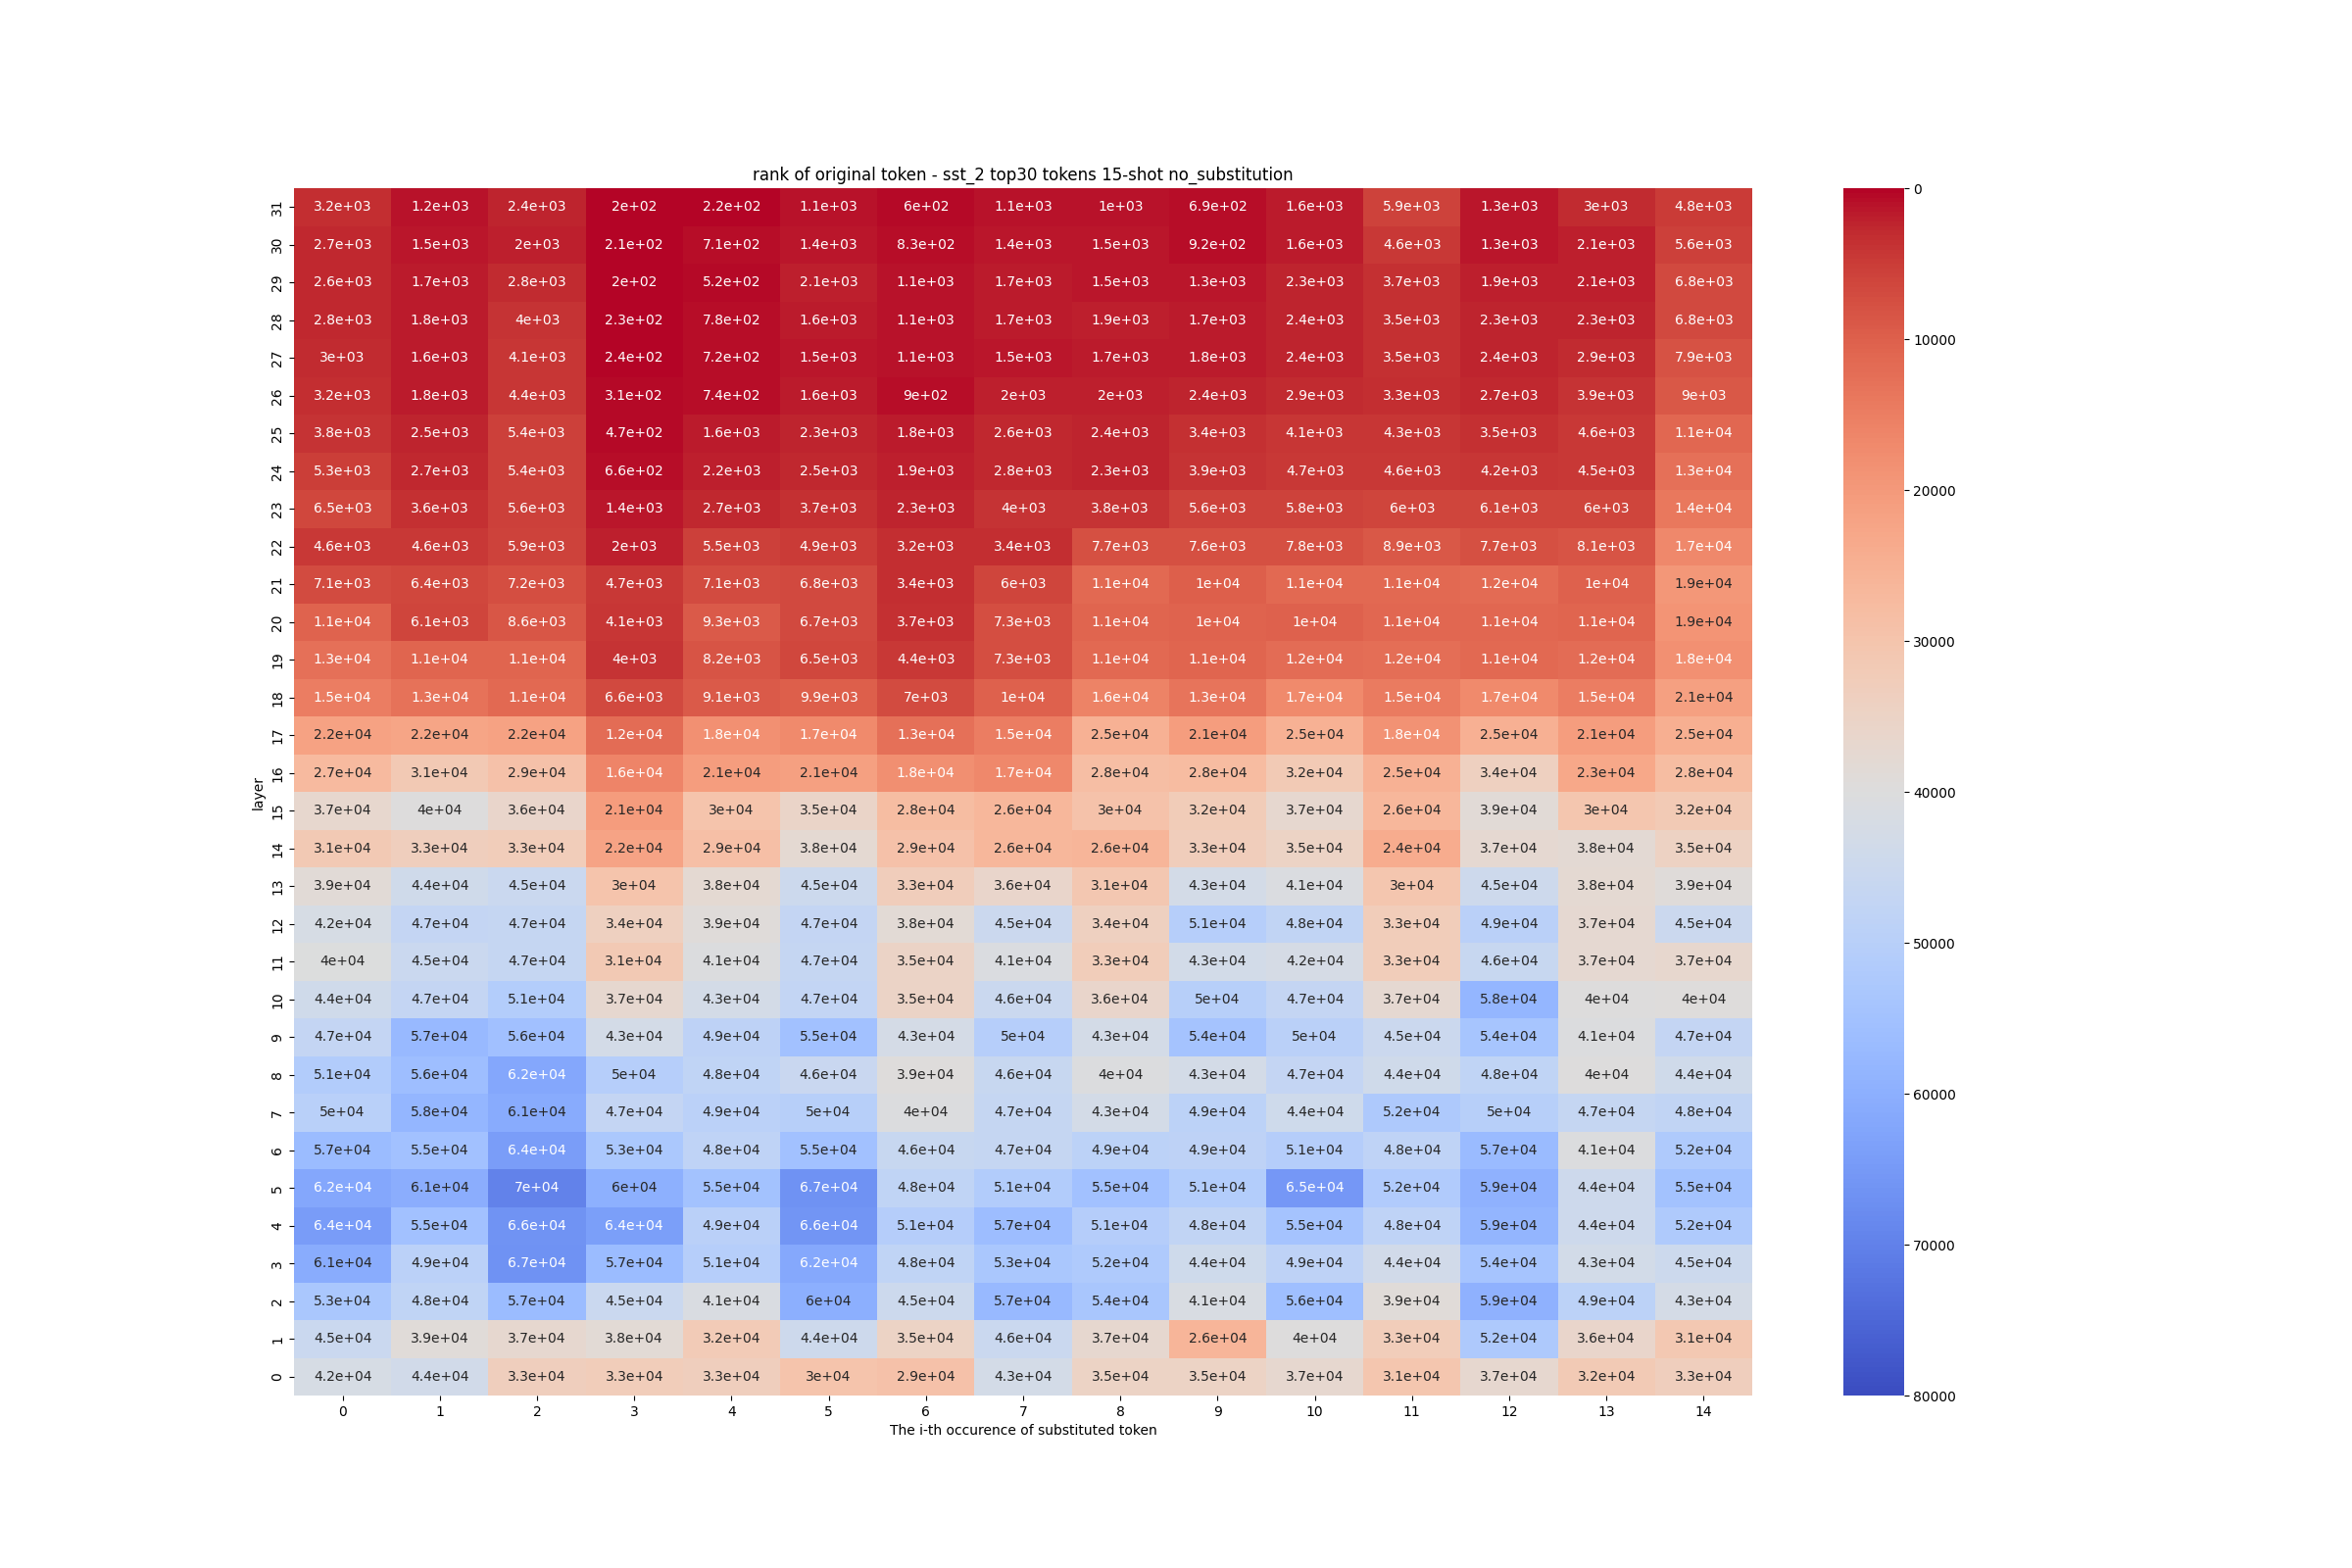 rank of original token - sst_2 top30 tokens 15-shot no_substitution
31 3.2e+03 1.2e+03 2.4e+03 2e+02 2.2e+02 1.1e+03 6e+02 1.1e+03 1e+03 6.9e+02 1.6e+03 5.9e+03 1.3e+03 3e+03 4.8e+03
30 2.7e+03 1.5e+03 2e+03 2.1e+02 7.1e+02 1.4e+03 8.3e+02 1.4e+03 1.5e+03 9.2e+02 1.6e+03 4.6e+03 1.3e+03 2.1e+03 5.6e+03
29 2.6e+03 1.7e+03 2.8e+03 2e+02 5.2e+02 2.1e+03 1.1e+03 1.7e+03 1.5e+03 1.3e+03 2.3e+03 3.7e+03 1.9e+03 2.1e+03 6.8e+03
28 2.8e+03 1.8e+03 4e+03 2.3e+02 7.8e+02 1.6e+03 1.1e+03 1.7e+03 1.9e+03 1.7e+03 2.4e+03 3.5e+03 2.3e+03 2.3e+03 6.8e+03
27 3e+03 1.6e+03 4.1e+03 2.4e+02 7.2e+02 1.5e+03 1.1e+03 1.5e+03 1.7e+03 1.8e+03 2.4e+03 3.5e+03 2.4e+03 2.9e+03 7.9e+03
26 3.2e+03 1.8e+03 4.4e+03 3.1e+02 7.4e+02 1.6e+03 9e+02 2e+03 2e+03 2.4e+03 2.9e+03 3.3e+03 2.7e+03 3.9e+03 9e+03
25 3.8e+03 2.5e+03 5.4e+03 4.7e+02 1.6e+03 2.3e+03 1.8e+03 2.6e+03 2.4e+03 3.4e+03 4.1e+03 4.3e+03 3.5e+03 4.6e+03 1.1e+04
24 5.3e+03 2.7e+03 5.4e+03 6.6e+02 2.2e+03 2.5e+03 1.9e+03 2.8e+03 2.3e+03 3.9e+03 4.7e+03 4.6e+03 4.2e+03 4.5e+03 1.3e+04
23 6.5e+03 3.6e+03 5.6e+03 1.4e+03 2.7e+03 3.7e+03 2.3e+03 4e+03 3.8e+03 5.6e+03 5.8e+03 6e+03 6.1e+03 6e+03 1.4e+04
22 4.6e+03 4.6e+03 5.9e+03 2e+03 5.5e+03 4.9e+03 3.2e+03 3.4e+03 7.7e+03 7.6e+03 7.8e+03 8.9e+03 7.7e+03 8.1e+03 1.7e+04
21 7.1e+03 6.4e+03 7.2e+03 4.7e+03 7.1e+03 6.8e+03 3.4e+03 6e+03 1.1e+04 1e+04 1.1e+04 1.1e+04 1.2e+04 1e+04 1.9e+04
20 1.1e+04 6.1e+03 8.6e+03 4.1e+03 9.3e+03 6.7e+03 3.7e+03 7.3e+03 1.1e+04 1e+04 1e+04 1.1e+04 1.1e+04 1.1e+04 1.9e+04
19 1.3e+04 1.1e+04 1.1e+04 4e+03 8.2e+03 6.5e+03 4.4e+03 7.3e+03 1.1e+04 1.1e+04 1.2e+04 1.2e+04 1.1e+04 1.2e+04 1.8e+04
18 1.5e+04 1.3e+04 1.1e+04 6.6e+03 9.1e+03 9.9e+03 7e+03 1e+04 1.6e+04 1.3e+04 1.7e+04 1.5e+04 1.7e+04 1.5e+04 2.1e+04
17 2.2e+04 2.2e+04 2.2e+04 1.2e+04 1.8e+04 1.7e+04 1.3e+04 1.5e+04 2.5e+04 2.1e+04 2.5e+04 1.8e+04 2.5e+04 2.1e+04 2.5e+04
16 2.7e+04 3.1e+04 2.9e+04 1.6e+04 2.1e+04 2.1e+04 1.8e+04 1.7e+04 2.8e+04 2.8e+04 3.2e+04 2.5e+04 3.4e+04 2.3e+04 2.8e+04
layer
15 3.7e+04 4e+04 3.6e+04 2.1e+04 3e+04 3.5e+04 2.8e+04 2.6e+04 3e+04 3.2e+04 3.7e+04 2.6e+04 3.9e+04 3e+04 3.2e+04
14 3.1e+04 3.3e+04 3.3e+04 2.2e+04 2.9e+04 3.8e+04 2.9e+04 2.6e+04 2.6e+04 3.3e+04 3.5e+04 2.4e+04 3.7e+04 3.8e+04 3.5e+04
13 3.9e+04 4.4e+04 4.5e+04 3e+04 3.8e+04 4.5e+04 3.3e+04 3.6e+04 3.1e+04 4.3e+04 4.1e+04 3e+04 4.5e+04 3.8e+04 3.9e+04
12 4.2e+04 4.7e+04 4.7e+04 3.4e+04 3.9e+04 4.7e+04 3.8e+04 4.5e+04 3.4e+04 5.1e+04 4.8e+04 3.3e+04 4.9e+04 3.7e+04 4.5e+04
11 4e+04 4.5e+04 4.7e+04 3.1e+04 4.1e+04 4.7e+04 3.5e+04 4.1e+04 3.3e+04 4.3e+04 4.2e+04 3.3e+04 4.6e+04 3.7e+04 3.7e+04
10 4.4e+04 4.7e+04 5.1e+04 3.7e+04 4.3e+04 4.7e+04 3.5e+04 4.6e+04 3.6e+04 5e+04 4.7e+04 3.7e+04 5.8e+04 4e+04 4e+04
9 4.7e+04 5.7e+04 5.6e+04 4.3e+04 4.9e+04 5.5e+04 4.3e+04 5e+04 4.3e+04 5.4e+04 5e+04 4.5e+04 5.4e+04 4.1e+04 4.7e+04
8 5.1e+04 5.6e+04 6.2e+04 5e+04 4.8e+04 4.6e+04 3.9e+04 4.6e+04 4e+04 4.3e+04 4.7e+04 4.4e+04 4.8e+04 4e+04 4.4e+04
7 5e+04 5.8e+04 6.1e+04 4.7e+04 4.9e+04 5e+04 4e+04 4.7e+04 4.3e+04 4.9e+04 4.4e+04 5.2e+04 5e+04 4.7e+04 4.8e+04
6 5.7e+04 5.5e+04 6.4e+04 5.3e+04 4.8e+04 5.5e+04 4.6e+04 4.7e+04 4.9e+04 4.9e+04 5.1e+04 4.8e+04 5.7e+04 4.1e+04 5.2e+04
5 6.2e+04 6.1e+04 7e+04 6e+04 5.5e+04 6.7e+04 4.8e+04 5.1e+04 5.5e+04 5.1e+04 6.5e+04 5.2e+04 5.9e+04 4.4e+04 5.5e+04
4 6.4e+04 5.5e+04 6.6e+04 6.4e+04 4.9e+04 6.6e+04 5.1e+04 5.7e+04 5.1e+04 4.8e+04 5.5e+04 4.8e+04 5.9e+04 4.4e+04 5.2e+04
3 6.1e+04 4.9e+04 6.7e+04 5.7e+04 5.1e+04 6.2e+04 4.8e+04 5.3e+04 5.2e+04 4.4e+04 4.9e+04 4.4e+04 5.4e+04 4.3e+04 4.5e+04
2 5.3e+04 4.8e+04 5.7e+04 4.5e+04 4.1e+04 6e+04 4.5e+04 5.7e+04 5.4e+04 4.1e+04 5.6e+04 3.9e+04 5.9e+04 4.9e+04 4.3e+04
1 4.5e+04 3.9e+04 3.7e+04 3.8e+04 3.2e+04 4.4e+04 3.5e+04 4.6e+04 3.7e+04 2.6e+04 4e+04 3.3e+04 5.2e+04 3.6e+04 3.1e+04
0 4.2e+04 4.4e+04 3.3e+04 3.3e+04 3.3e+04 3e+04 2.9e+04 4.3e+04 3.5e+04 3.5e+04 3.7e+04 3.1e+04 3.7e+04 3.2e+04 3.3e+04
0 1 2 3 4 5 6 7 8 9 10 11 12 13 14
The i-th occurence of substituted token
0
10000
20000
30000
40000
50000
60000
70000
80000